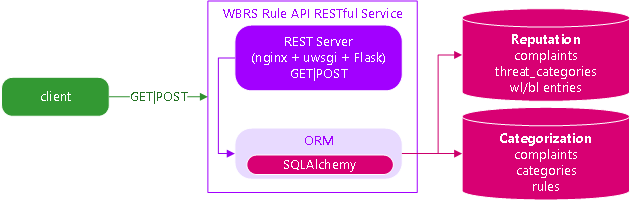 WBRS Rule API RESTful Service
client
GET|POST
REST Server
(nginx + uwsgi + Flask)
GET|POST
ORM
SQLAlchemy
Reputation
complaints
threat_categories
wl/bl entries
Categorization
complaints
categories
rules